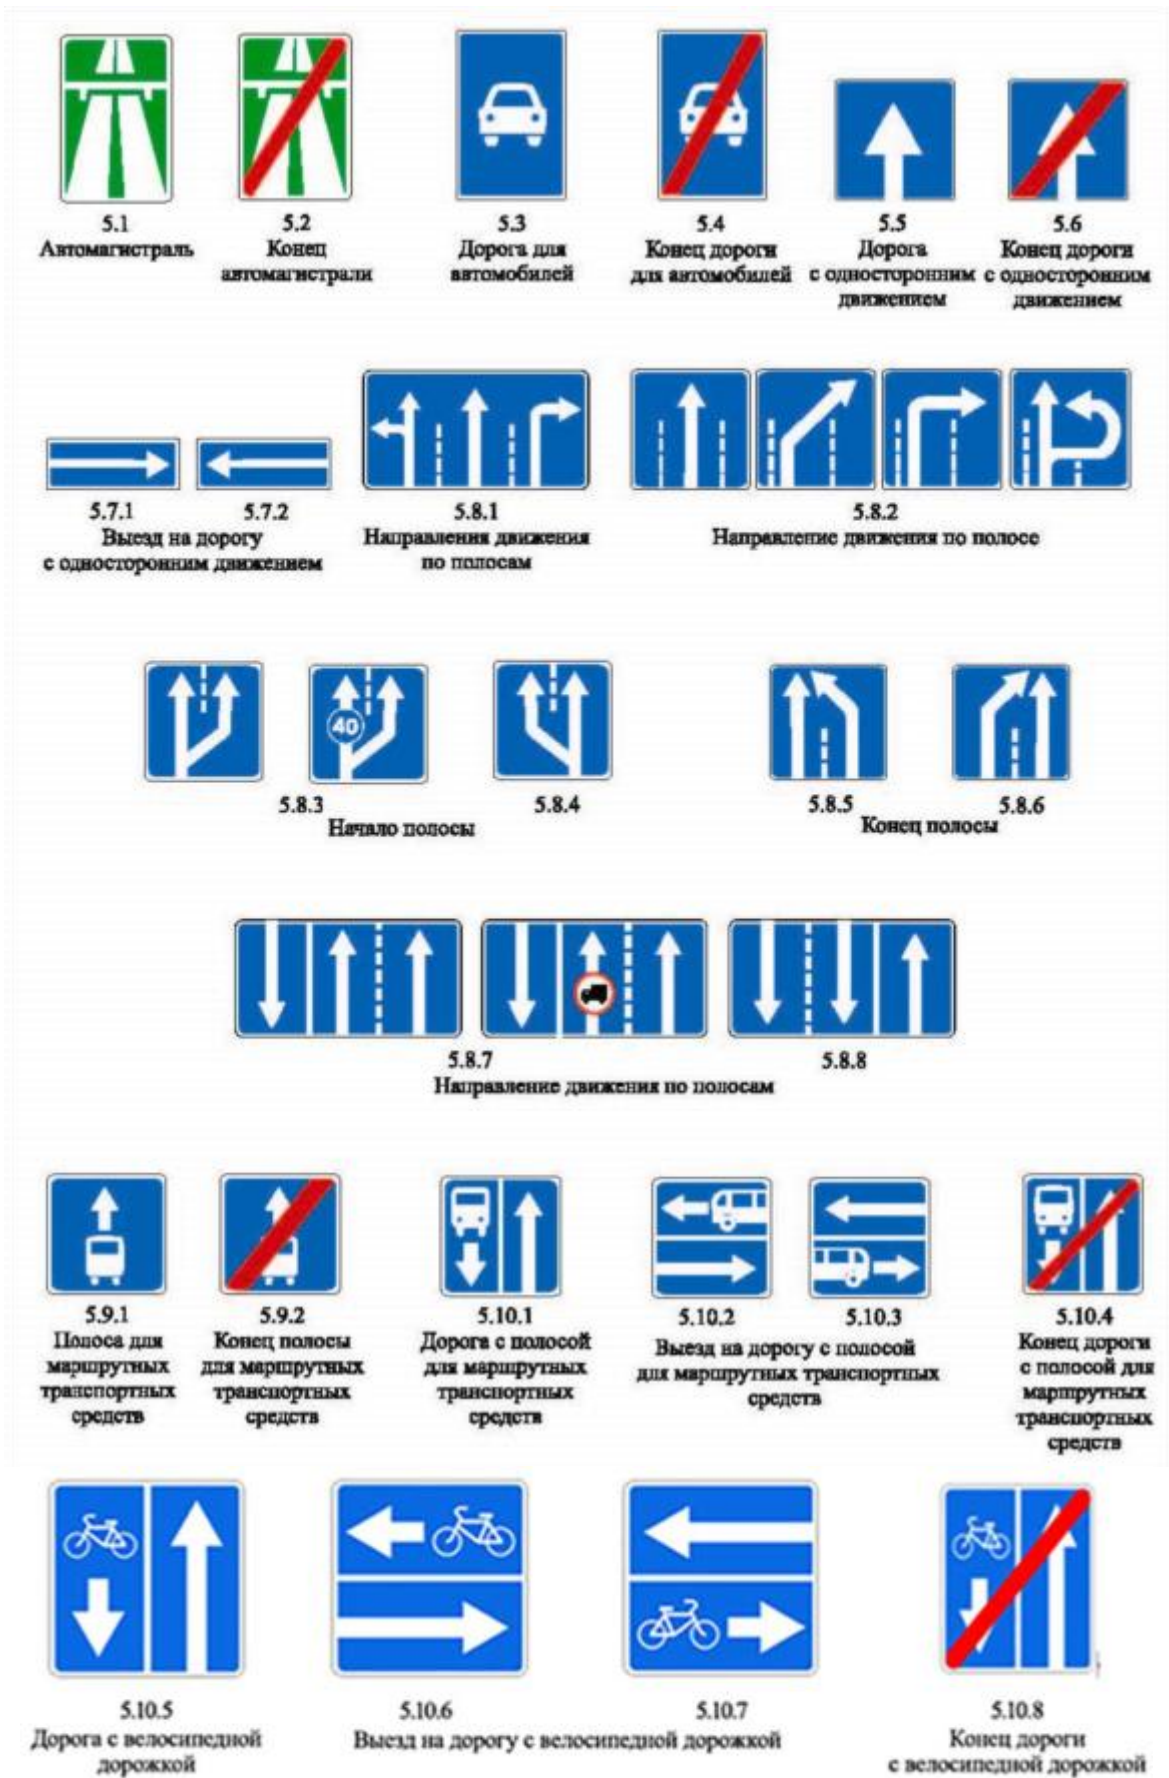 5.1
Автомагистраль
5.2
Конец
автомагистрали
5.3
Дорога для
автомобилей
5.4
Конец дороги
для автомобилей
5.5
Дорога
с односторонним
движением
5.6
Конец дороги
с односторонним
движением
5.7.1
5.7.2
Выезд на дорогу
с односторонним движением
5.8.1
Направления движения
по полосам
5.8.2
Направление движения по полосе
40
5.8.3
5.8.4
Начало полосы
5.8.5
5.8.6
Конец полосы
5.8.7
5.8.8
Направление движения по полосам
5.9.1
Полоса для
маршрутных
транспортных
средств
5.9.2
Конец полосы
для маршрутных
транспортных
средств
5.10.1
Дорога с полосой
для маршрутных
транспортных
средств
5.10.2
5.10.3
Выезд на дорогу с полосой
для маршрутных транспортных
средств
5.10.4
Конец дороги
с полосой для
маршрутных
транспортных
средств
5.10.5
Дорога с велосипедной
дорожкой
5.10.6
5.10.7
Выезд на дорогу с велосипедной дорожкой
5.10.8
Конец дороги
с велосипедной дорожкой